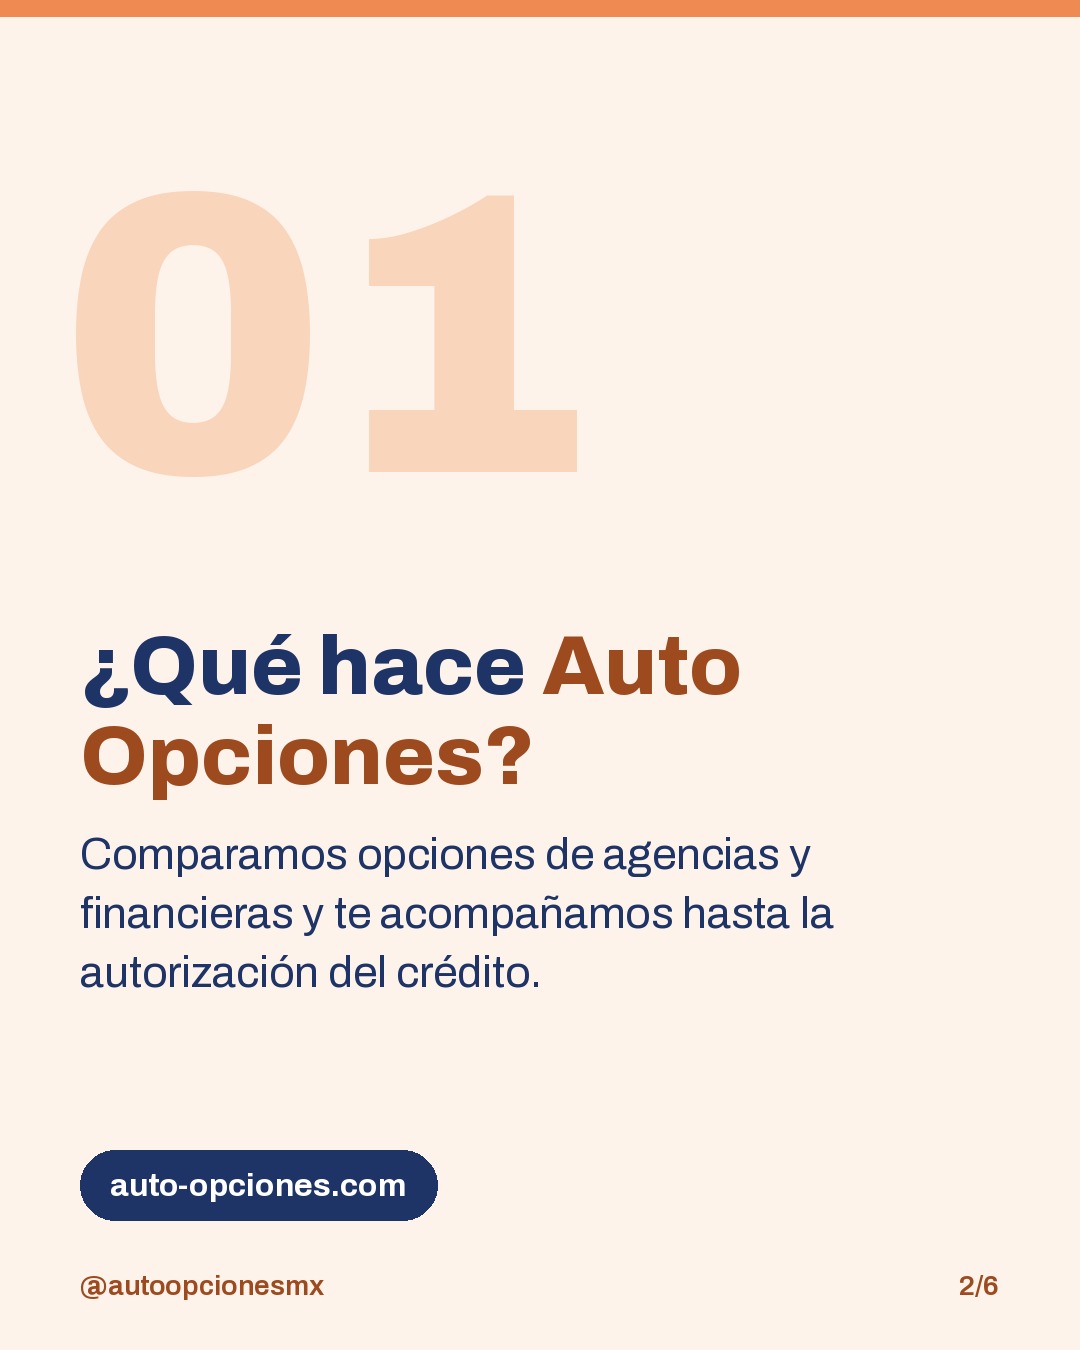 01
¿Qué hace Auto
Opciones?
Comparamos opciones de agencias y
financieras y te acompañamos hasta la
autorización del crédito.
auto-opciones.com
@autoopcionesmx
2/6